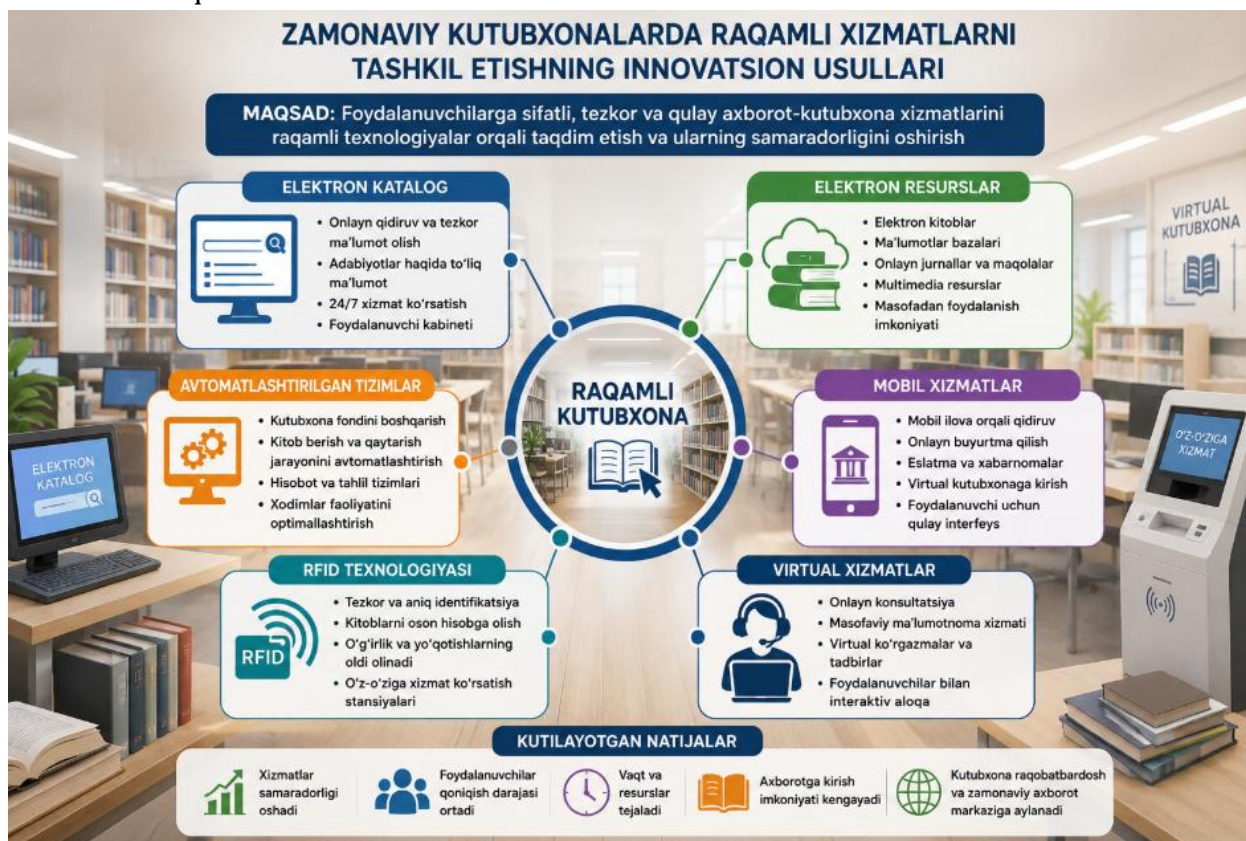 ZAMONAVIY KUTUBXONALARDA RAQAMLI XIZMATLARNI
TASHKIL ETISHNING INNOVATSION USULLARI
MAQSAD: Foydalanuvchilarga sifatli, tezkor va qulay axborot-kutubxona xizmatlarini
raqamli texnologiyalar orqali taqdim etish va ularning samaradorligini oshirish
ELEKTRON KATALOG
• Onlayn qidiruv va tezkor
ma’lumot olish
• Adabiyotlar haqida to‘liq
ma’lumot
• 24/7 xizmat ko‘rsatish
• Foydalanuvchi kabineti
ELEKTRON RESURSLAR
• Elektron kitoblar
• Ma’lumotlar bazalari
• Onlayn jurnallar va maqolalar
• Multimedia resurslar
• Masofadan foydalanish
imkoniyati
VIRTUAL
KUTUBXONA
AVTOMATLASHTIRILGAN TIZIMLAR
• Kutubxona fondini boshqarish
• Kitob berish va qaytarish
jarayonini avtomatlashtirish
• Hisobot va tahlil tizimlari
• Xodimlar faoliyatini
optimallashtirish
RAQAMLI
KUTUBXONA
MOBIL XIZMATLAR
• Mobil ilova orqali qidiruv
• Onlayn buyurtma qilish
• Eslatma va xabarnomalar
• Virtual kutubxonaga kirish
• Foydalanuvchi uchun
qulay interfeys
ELEKTRON
KATALOG
O‘Z-O‘ZIGA
XIZMAT
RFID TEXNOLOGIYASI
RFID
• Tezkor va aniq identifikatsiya
• Kitoblarni oson hisobga olish
• O‘g‘irlik va yo‘qotishlarning
oldi olinadi
• O‘z-o‘ziga xizmat ko‘rsatish
stansiyalari
VIRTUAL XIZMATLAR
• Onlayn konsultatsiya
• Masofaviy ma’lumotnoma xizmati
• Virtual ko‘rgazmalar va
tadbirlar
• Foydalanuvchilar bilan
interaktiv aloqa
KUTILAYOTGAN NATIJALAR
Xizmatlar
samaradorligi
oshadi
Foydalanuvchilar
qoniqish darajasi
ortadi
Vaqt va
resurslar
tejaladi
Axborotga kirish
imkoniyati kengayadi
Kutubxona raqobatbardosh
va zamonaviy axborot
markaziga aylanadi